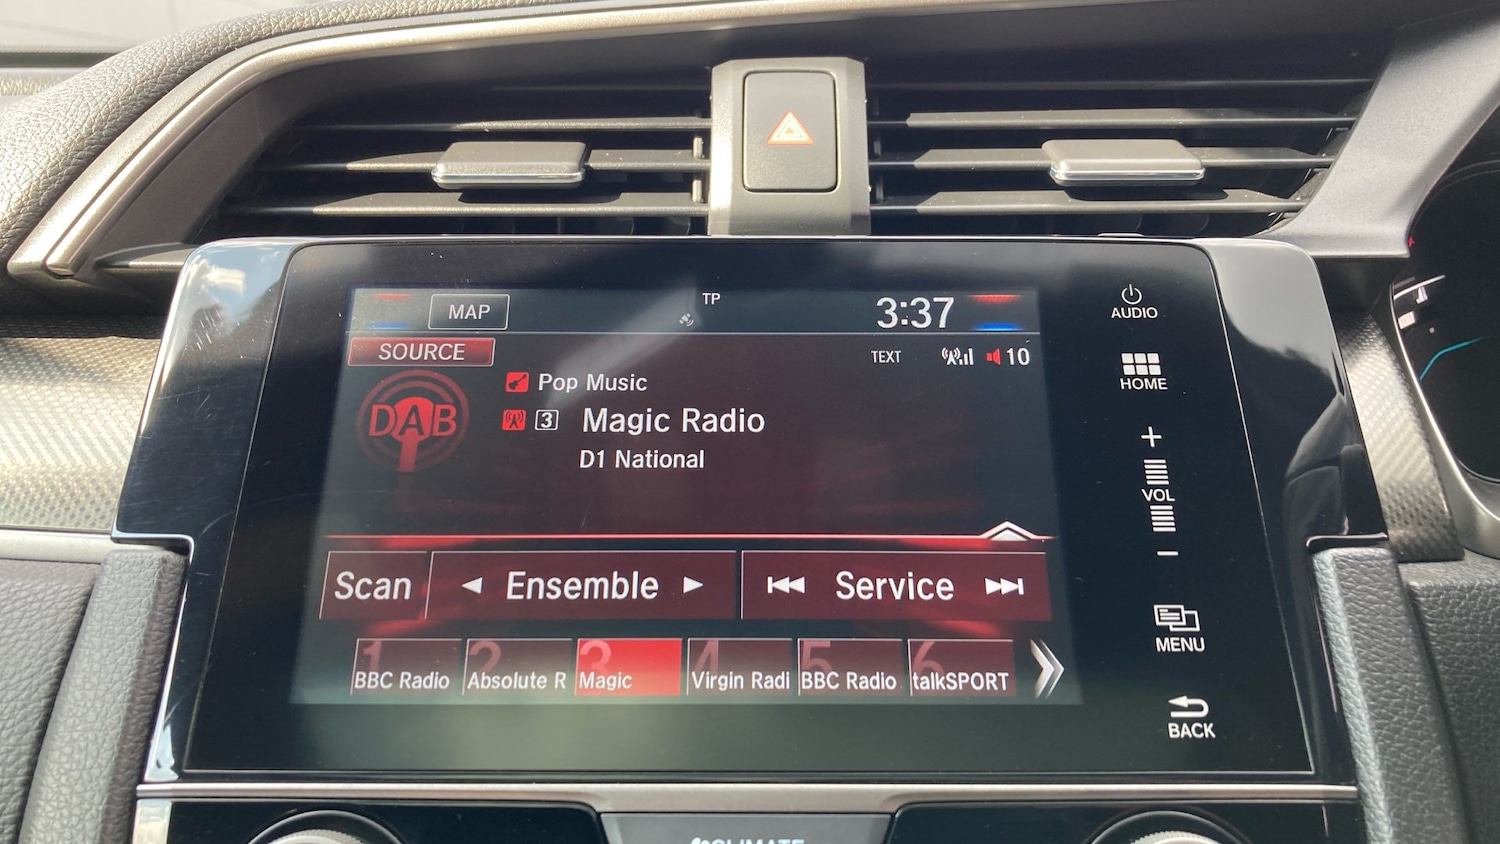 MAP
TP
3:37
SOURCE
TEXT
10
DAB
Pop Music
3
Magic Radio
D1 National
Scan
Ensemble
Service
1
BBC Radio
2
Absolute R
3
Magic
4
Virgin Radi
5
BBC Radio
6
talkSPORT
AUDIO
HOME
+
VOL
−
MENU
BACK
CLIMATE